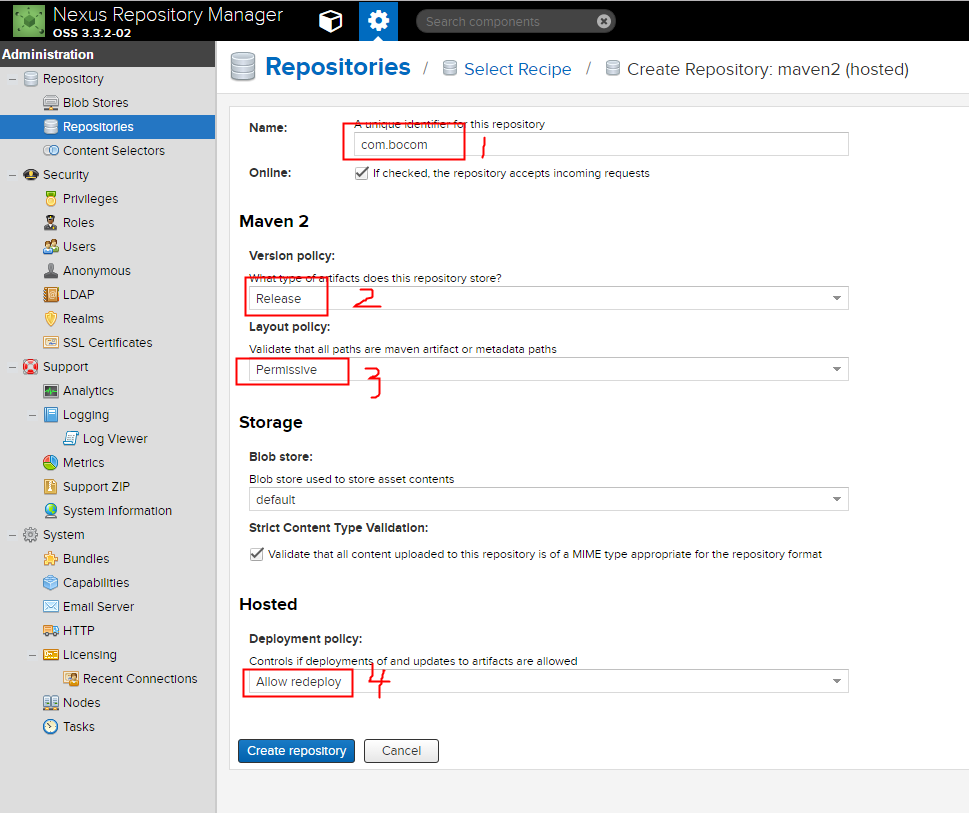 Nexus Repository Manager
OSS 3.3.2-02
Search components
Administration
Repository
Blob Stores
Repositories
Content Selectors
Security
Privileges
Roles
Users
Anonymous
LDAP
Realms
SSL Certificates
Support
Analytics
Logging
Log Viewer
Metrics
Support ZIP
System Information
System
Bundles
Capabilities
Email Server
HTTP
Licensing
Recent Connections
Nodes
Tasks
Repositories / Select Recipe / Create Repository: maven2 (hosted)
Name:
A unique identifier for this repository
com.bocom 1
Online:
If checked, the repository accepts incoming requests
Maven 2
Version policy:
What type of artifacts does this repository store?
Release 2
Layout policy:
Validate that all paths are maven artifact or metadata paths
Permissive 3
Storage
Blob store:
Blob store used to store asset contents
default
Strict Content Type Validation:
Validate that all content uploaded to this repository is of a MIME type appropriate for the repository format
Hosted
Deployment policy:
Controls if deployments of and updates to artifacts are allowed
Allow redeploy 4
Create repository Cancel